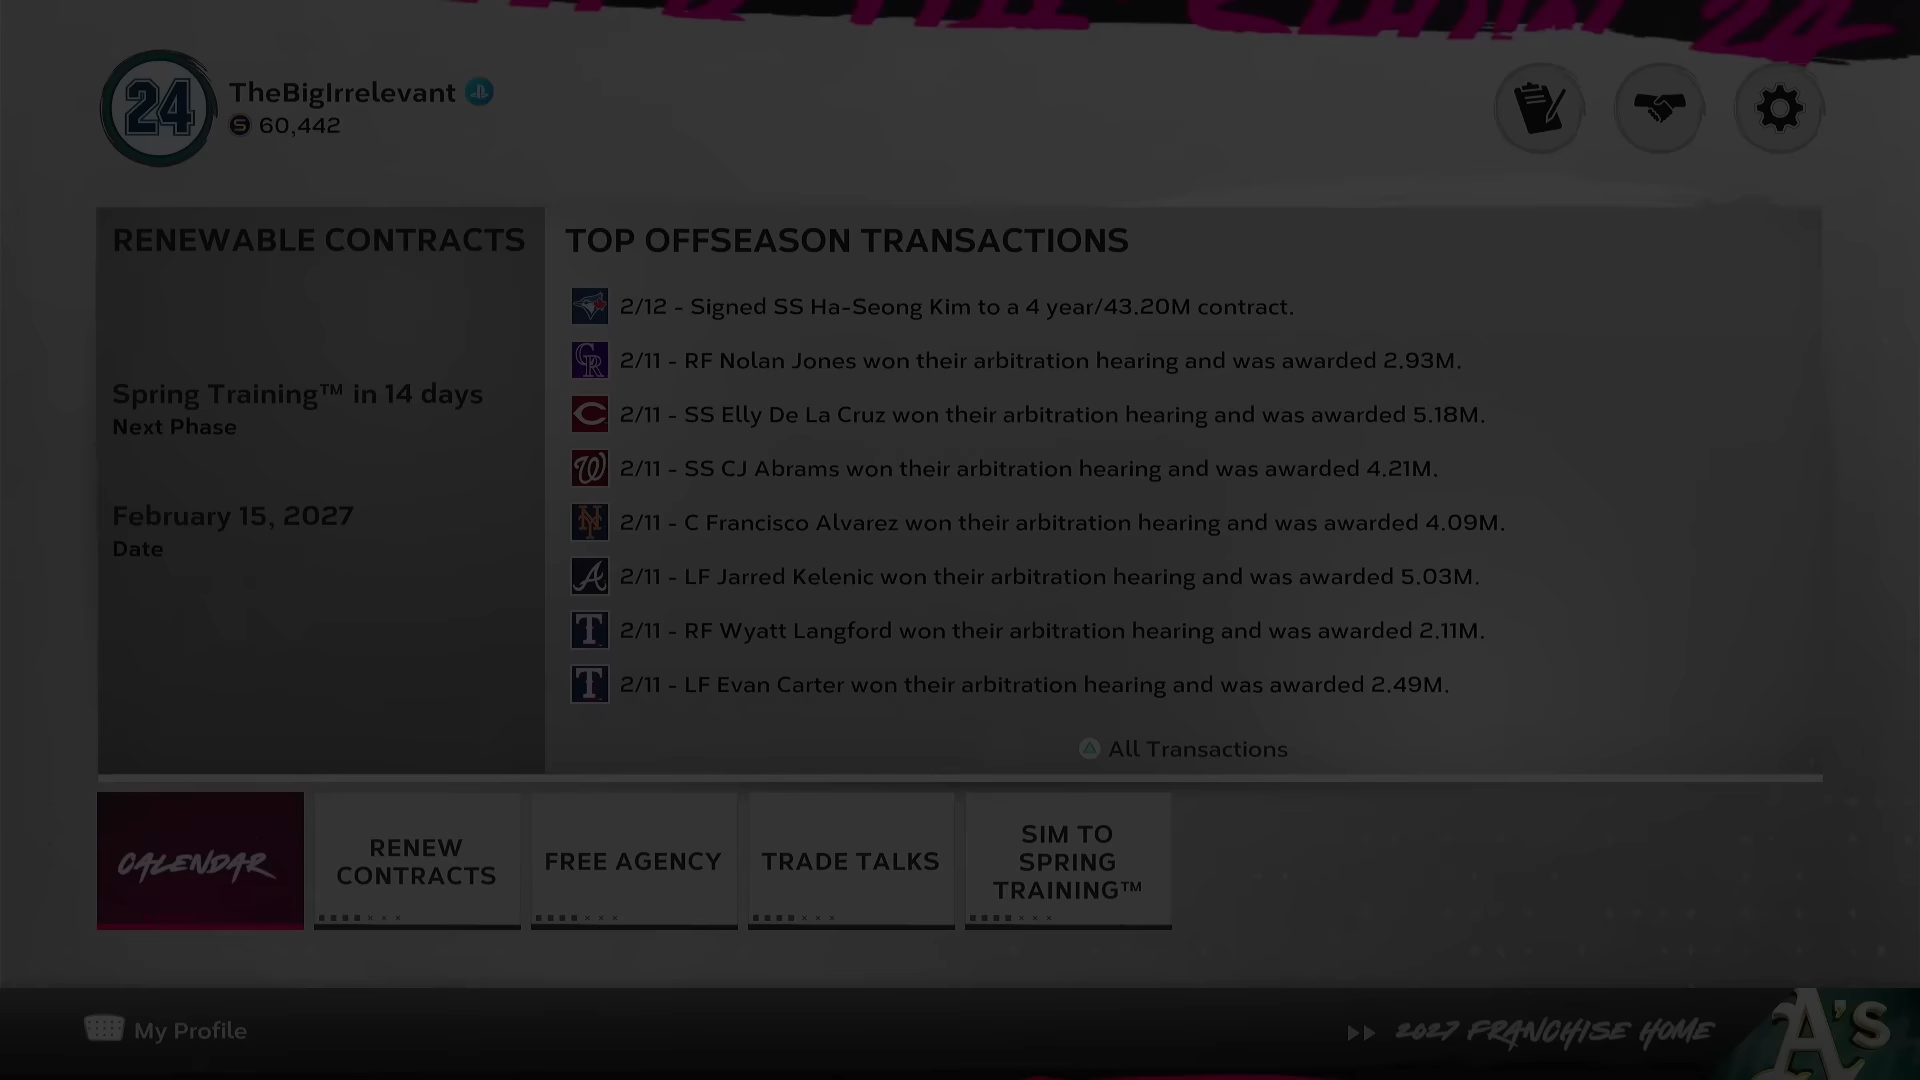 THE SHOW 24
24
TheBigIrrelevant
60,442
RENEWABLE CONTRACTS
Spring Training™ in 14 days
Next Phase
February 15, 2027
Date
TOP OFFSEASON TRANSACTIONS
2/12 - Signed SS Ha-Seong Kim to a 4 year/43.20M contract.
2/11 - RF Nolan Jones won their arbitration hearing and was awarded 2.93M.
2/11 - SS Elly De La Cruz won their arbitration hearing and was awarded 5.18M.
2/11 - SS CJ Abrams won their arbitration hearing and was awarded 4.21M.
2/11 - C Francisco Alvarez won their arbitration hearing and was awarded 4.09M.
2/11 - LF Jarred Kelenic won their arbitration hearing and was awarded 5.03M.
2/11 - RF Wyatt Langford won their arbitration hearing and was awarded 2.11M.
2/11 - LF Evan Carter won their arbitration hearing and was awarded 2.49M.
All Transactions
CALENDAR
RENEW
CONTRACTS
FREE AGENCY
TRADE TALKS
SIM TO
SPRING
TRAINING™
My Profile
2027 FRANCHISE HOME
A's